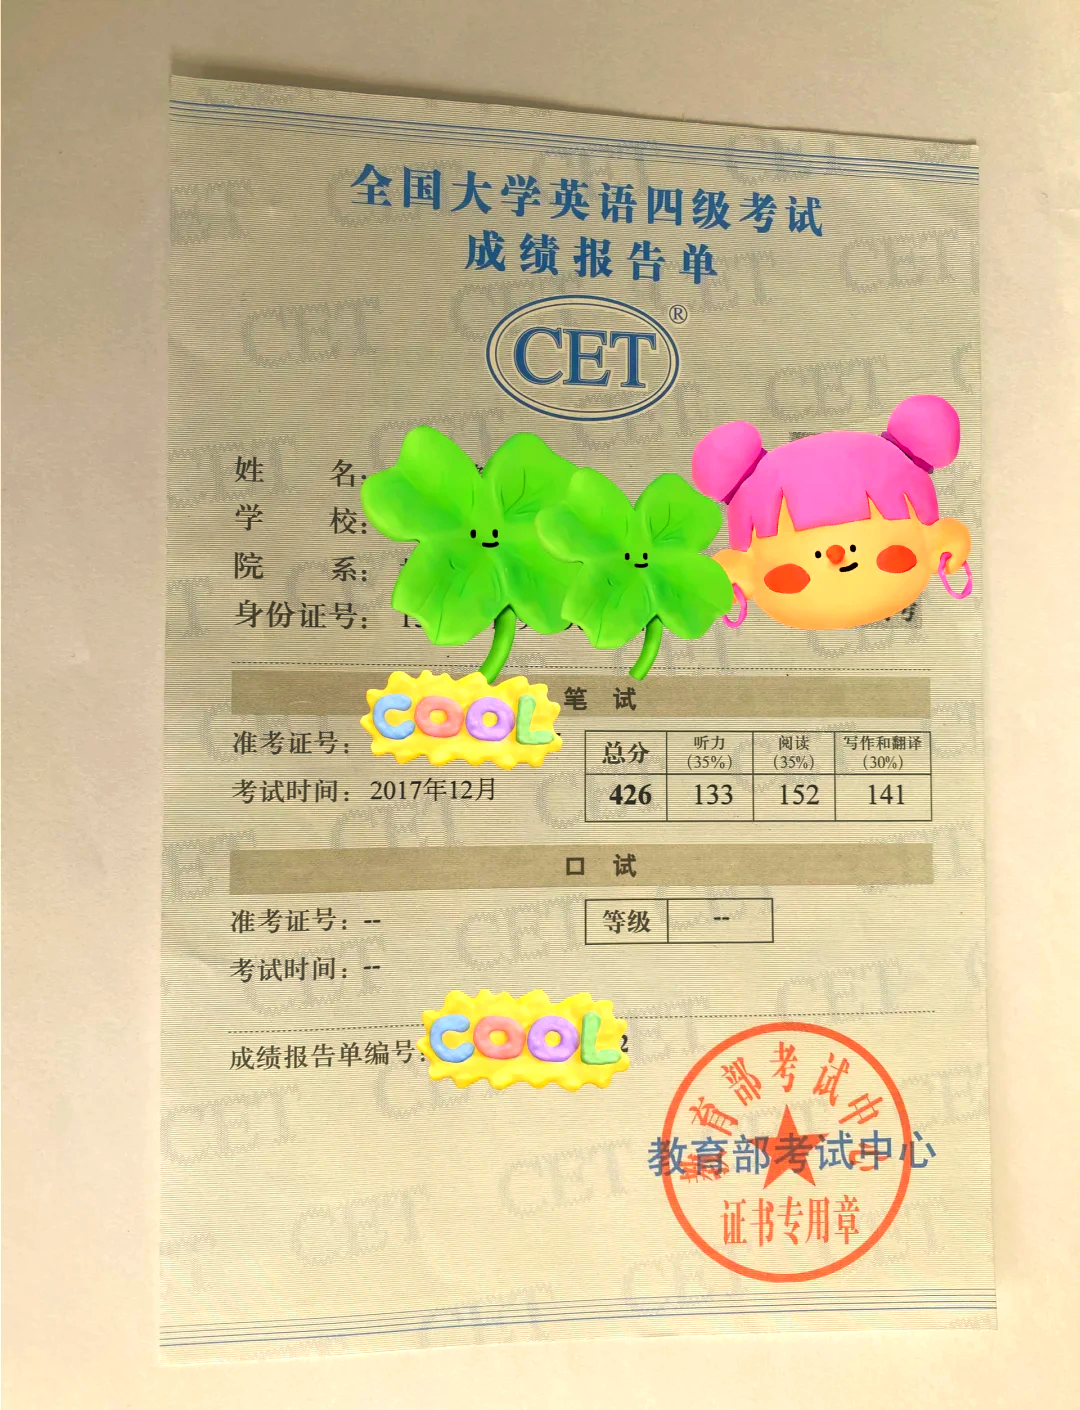 全国大学英语四级考试
成绩报告单
CET®
姓 名：
学 校：
院 系：
身份证号：
笔 试
COOL
准考证号：
考试时间：2017年12月
总分 听力 (35%) 阅读 (35%) 写作和翻译 (30%)
426 133 152 141
口 试
准考证号：--
等级 --
考试时间：--
成绩报告单编号：
COOL
2
教育部考试中心
教育部考试中心
证书专用章